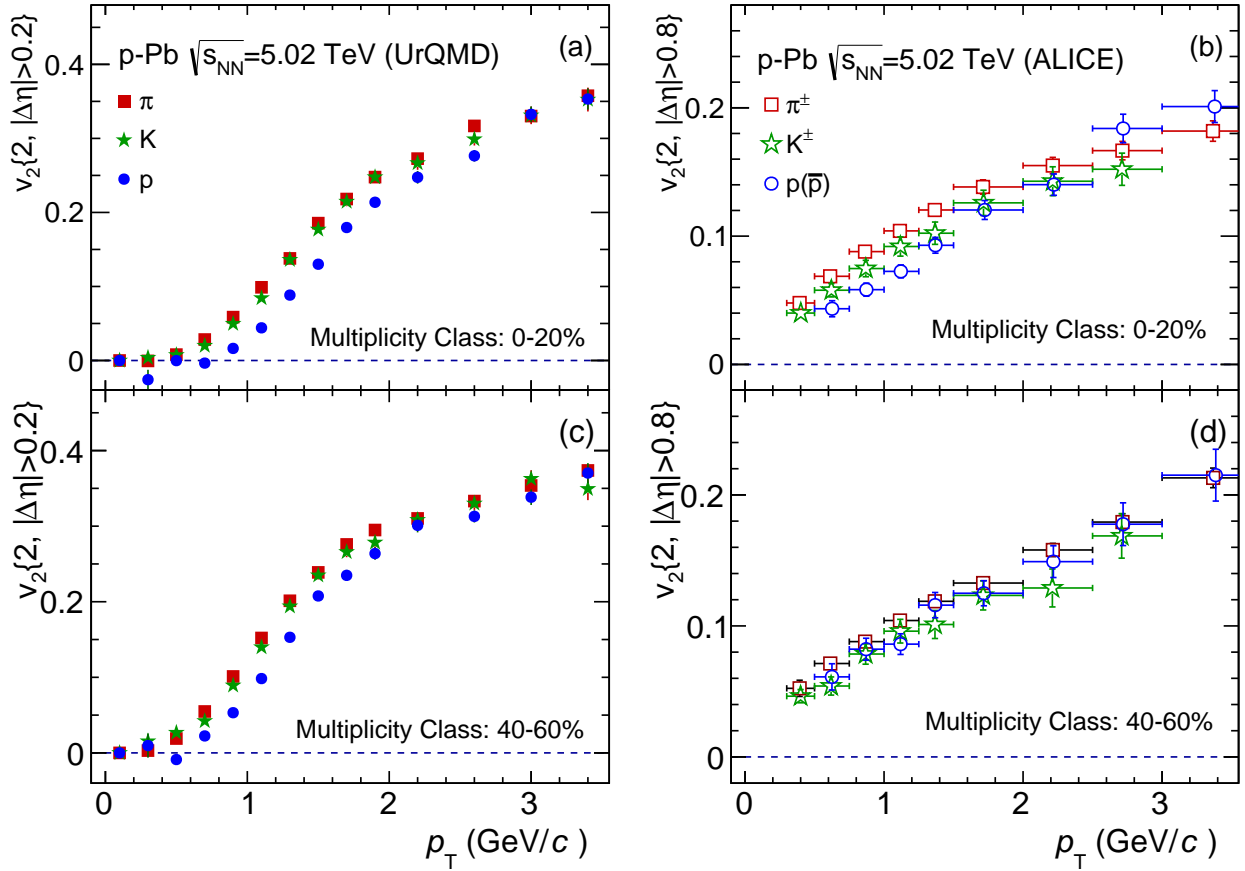 v₂{2, |Δη|>0.2}
0.4
0.2
0
p-Pb √s_NN=5.02 TeV (UrQMD)
(a)
π
K
p
Multiplicity Class: 0-20%
v₂{2, |Δη|>0.8}
0.2
0.1
0
p-Pb √s_NN=5.02 TeV (ALICE)
(b)
π±
K±
p(p̅)
Multiplicity Class: 0-20%
v₂{2, |Δη|>0.2}
0.4
0.2
0
(c)
Multiplicity Class: 40-60%
0 1 2 3
p_T (GeV/c)
v₂{2, |Δη|>0.8}
0.2
0.1
0
(d)
Multiplicity Class: 40-60%
0 1 2 3
p_T (GeV/c)